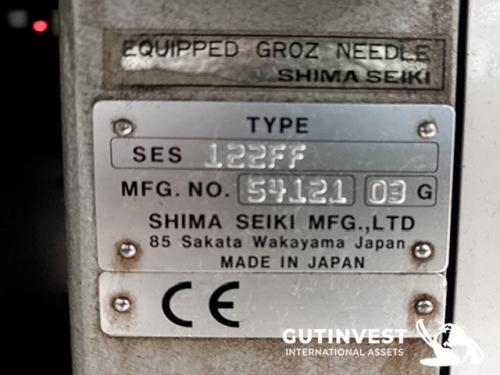 EQUIPPED GROZ NEEDLE
SHIMA SEIKI
TYPE
SES 122FF
MFG. NO. 54121 03 G
SHIMA SEIKI MFG.,LTD
85 Sakata Wakayama Japan
MADE IN JAPAN
CE
GUTINVEST
INTERNATIONAL ASSETS